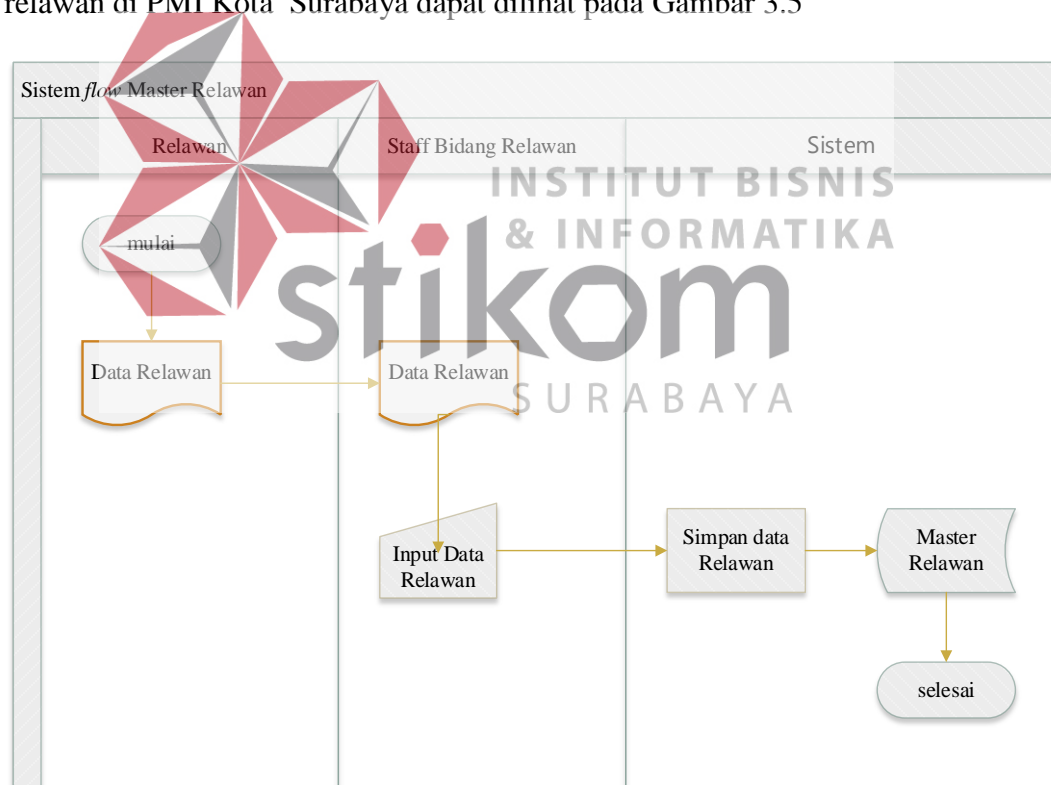 relawan di PMI Kota Surabaya dapat dilihat pada Gambar 3.5
Sistem flow Master Relawan
Relawan
Staff Bidang Relawan
Sistem
INSTITUT BISNIS
& INFORMATIKA
stikom
SURABAYA
mulai
Data Relawan
Data Relawan
Input Data
Relawan
Simpan data
Relawan
Master
Relawan
selesai